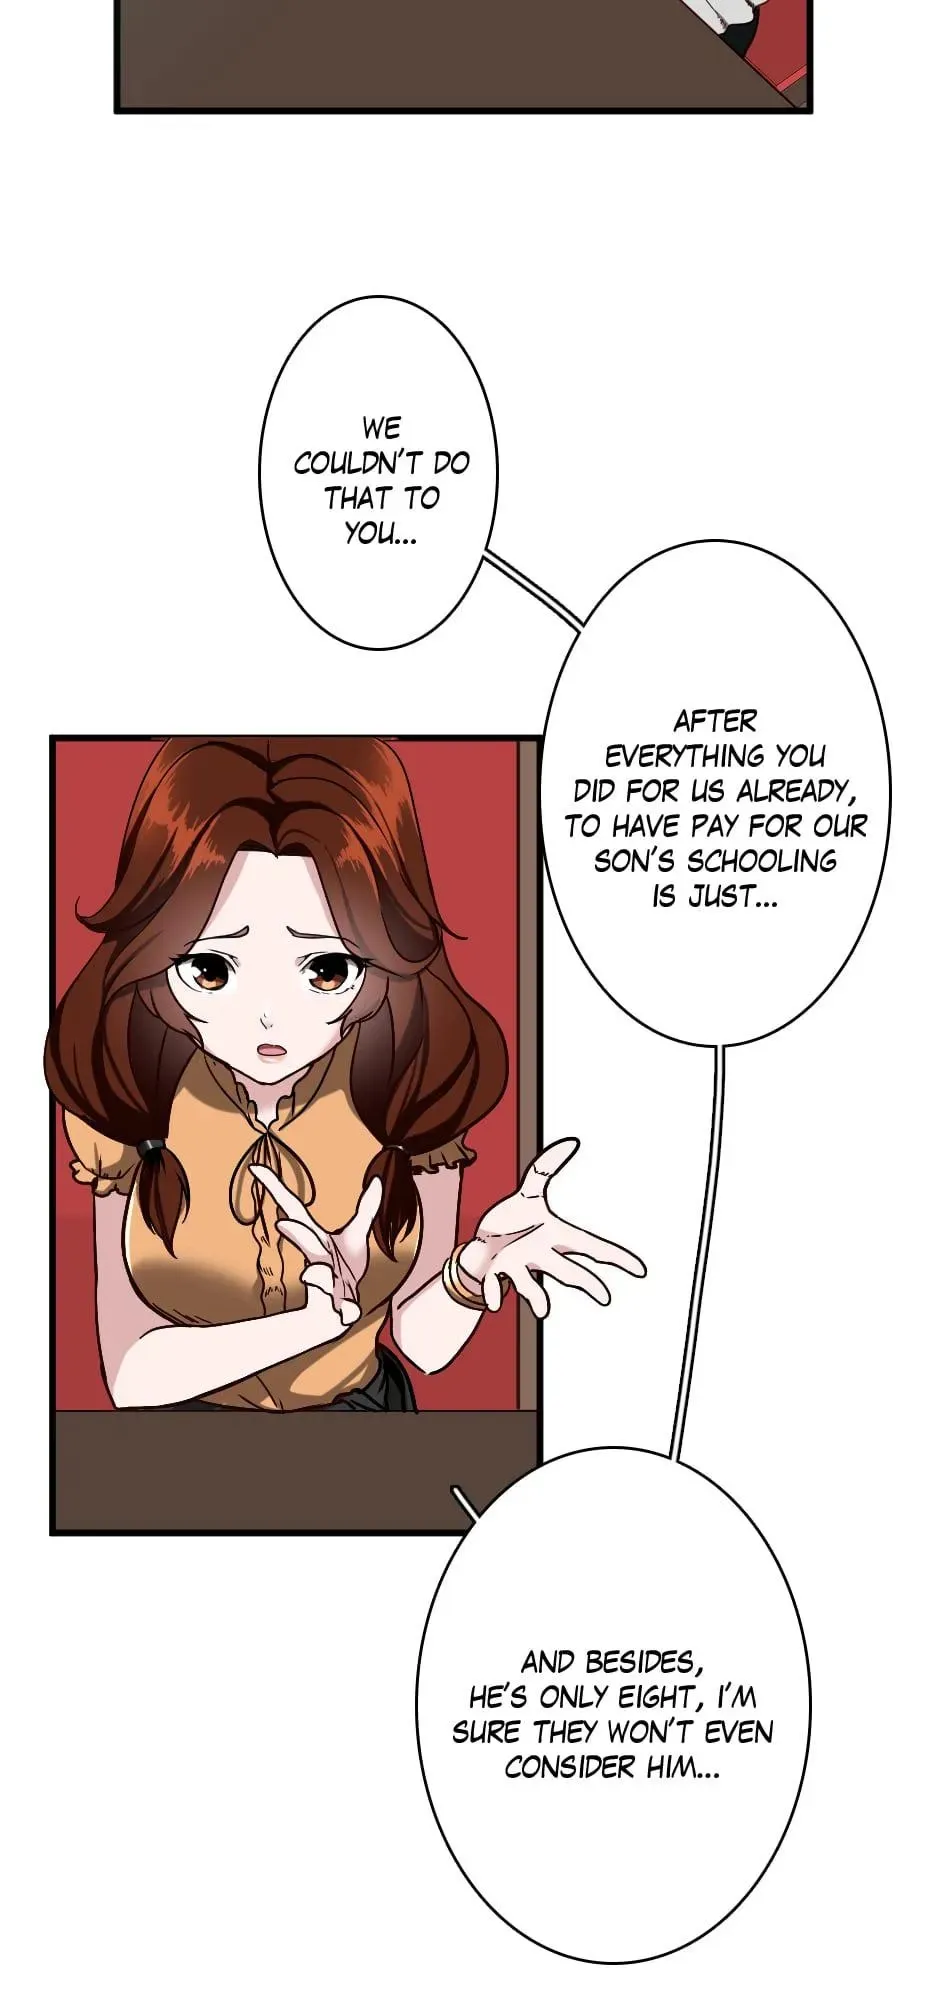 WE
COULDN'T DO
THAT TO
YOU...
AFTER
EVERYTHING YOU
DID FOR US ALREADY,
TO HAVE PAY FOR OUR
SON'S SCHOOLING
IS JUST...
AND BESIDES,
HE'S ONLY EIGHT, I'M
SURE THEY WON'T EVEN
CONSIDER HIM...